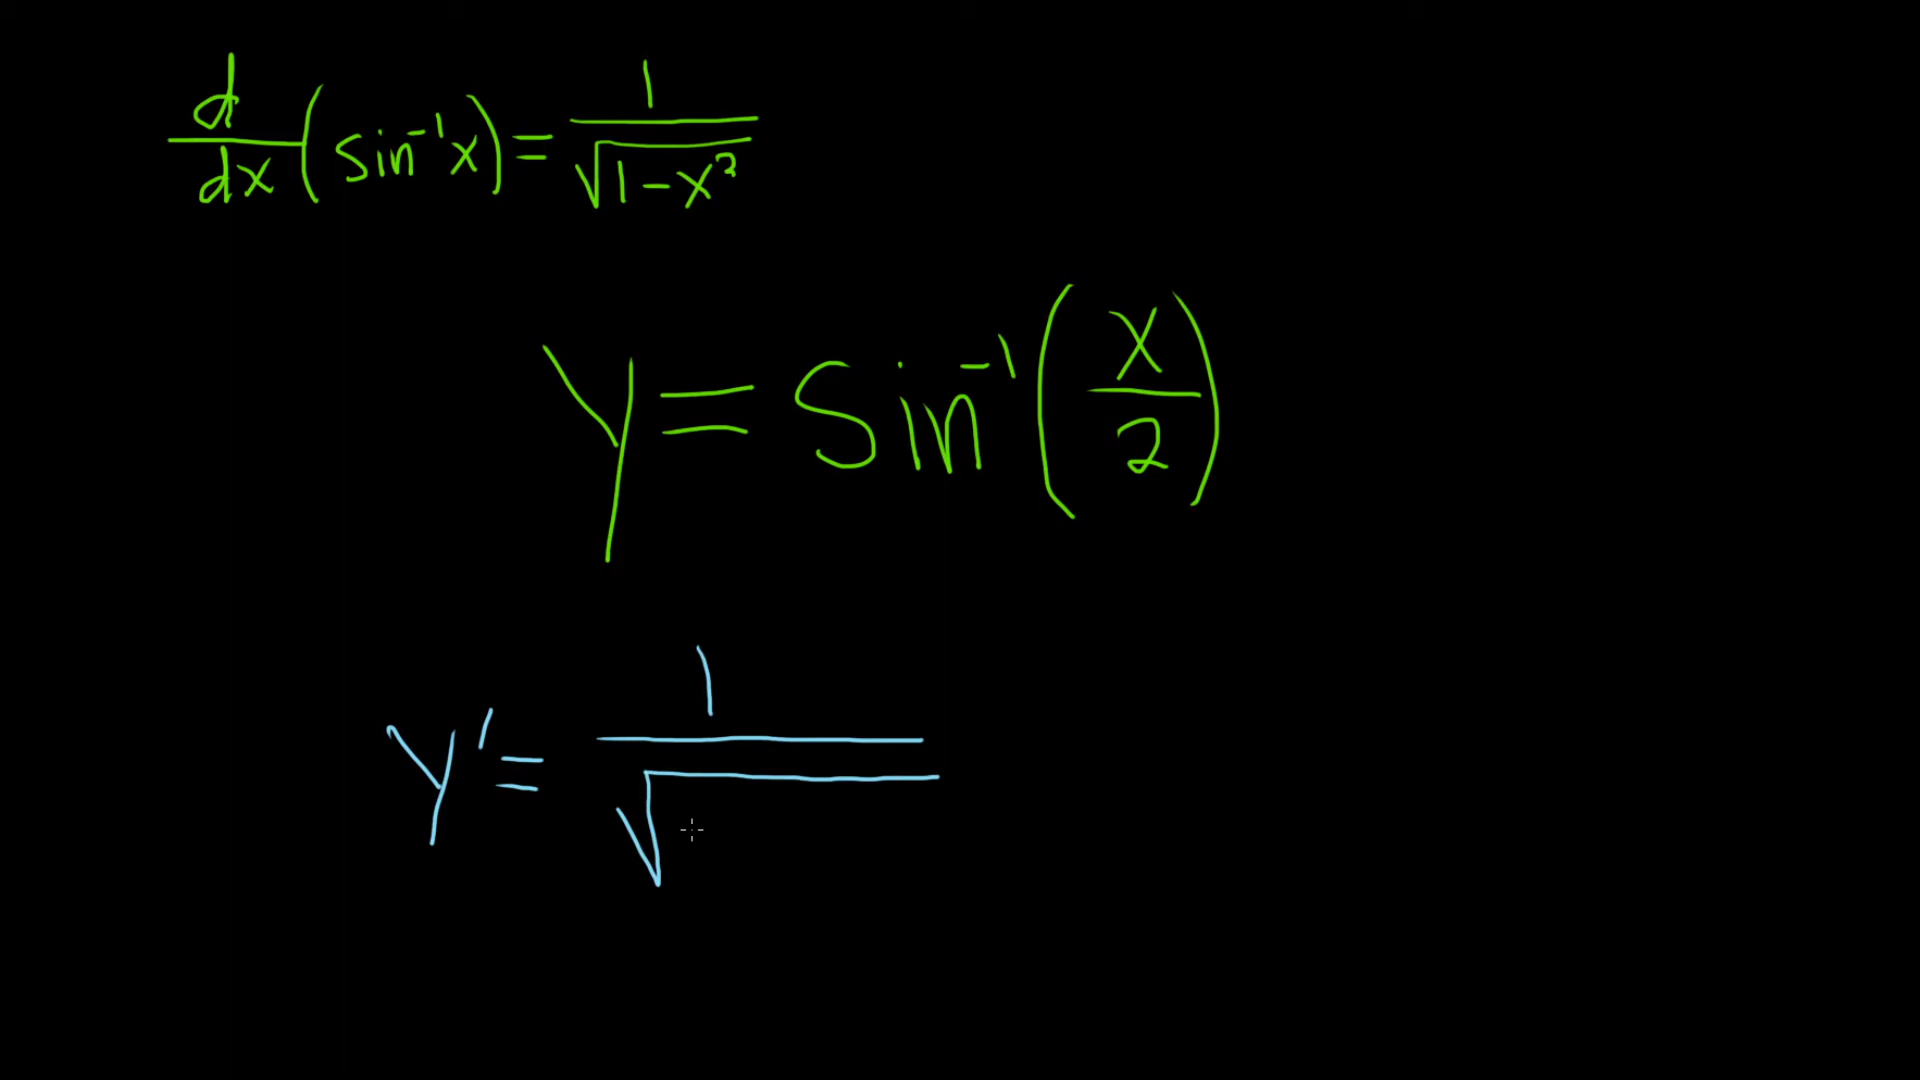 d/dx (sin⁻¹x) = 1/√(1-x²)
y = sin⁻¹(x/2)
y' = 1/√